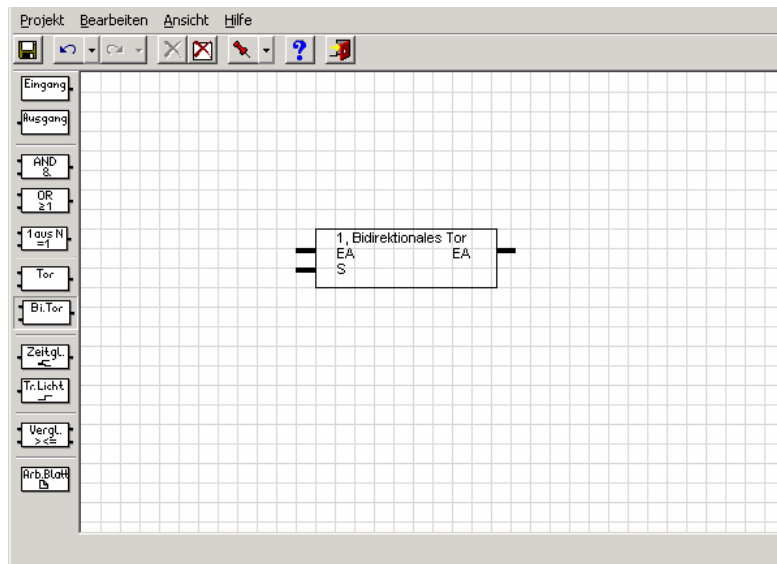 Projekt Bearbeiten Ansicht Hilfe
?
Eingang
Ausgang
AND
&
OR
≥1
1 aus N
=1
Tor
Bi.Tor
Zeitgl.
Tr.Licht
Vergl.
><=
Arb.Blatt
1, Bidirektionales Tor
EA EA
S